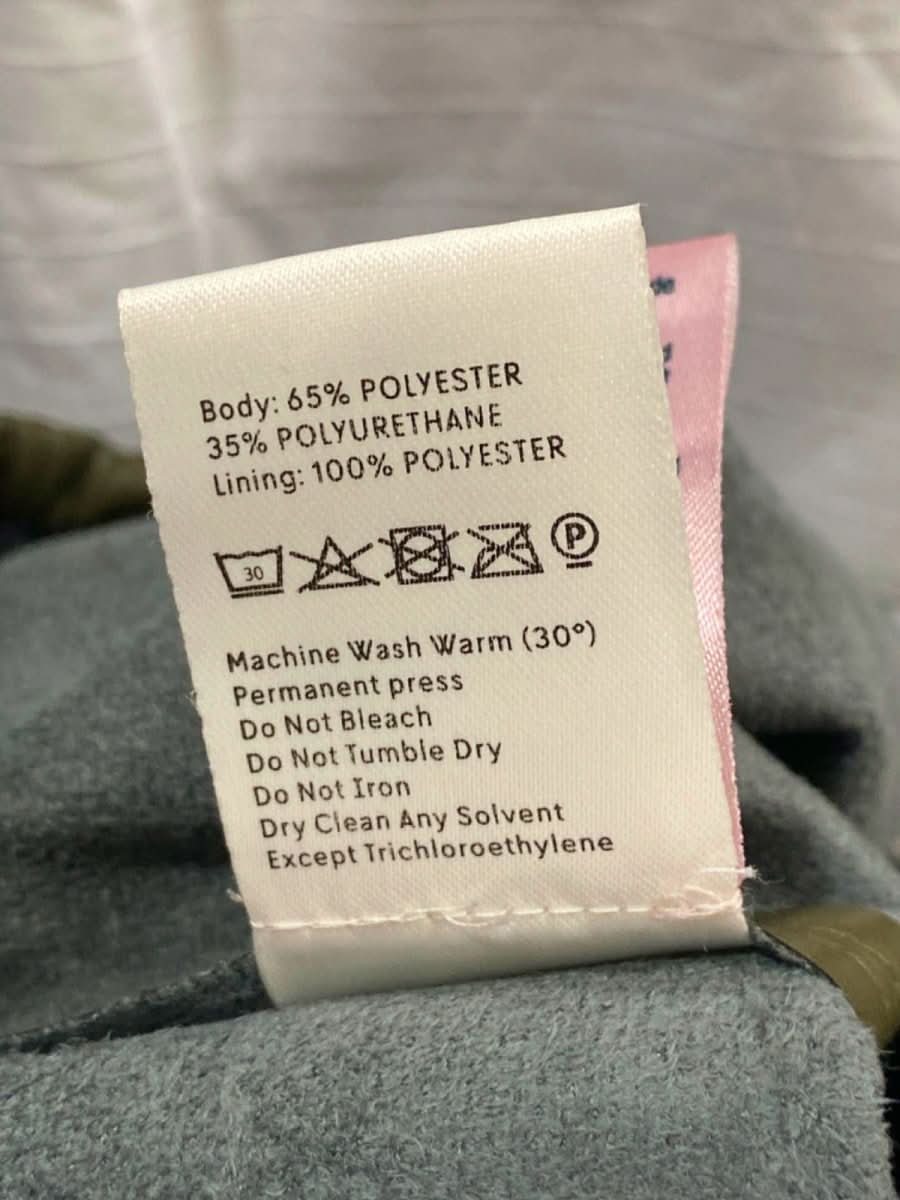 Body: 65% POLYESTER
35% POLYURETHANE
Lining: 100% POLYESTER
30
P
Machine Wash Warm (30°)
Permanent press
Do Not Bleach
Do Not Tumble Dry
Do Not Iron
Dry Clean Any Solvent
Except Trichloroethylene